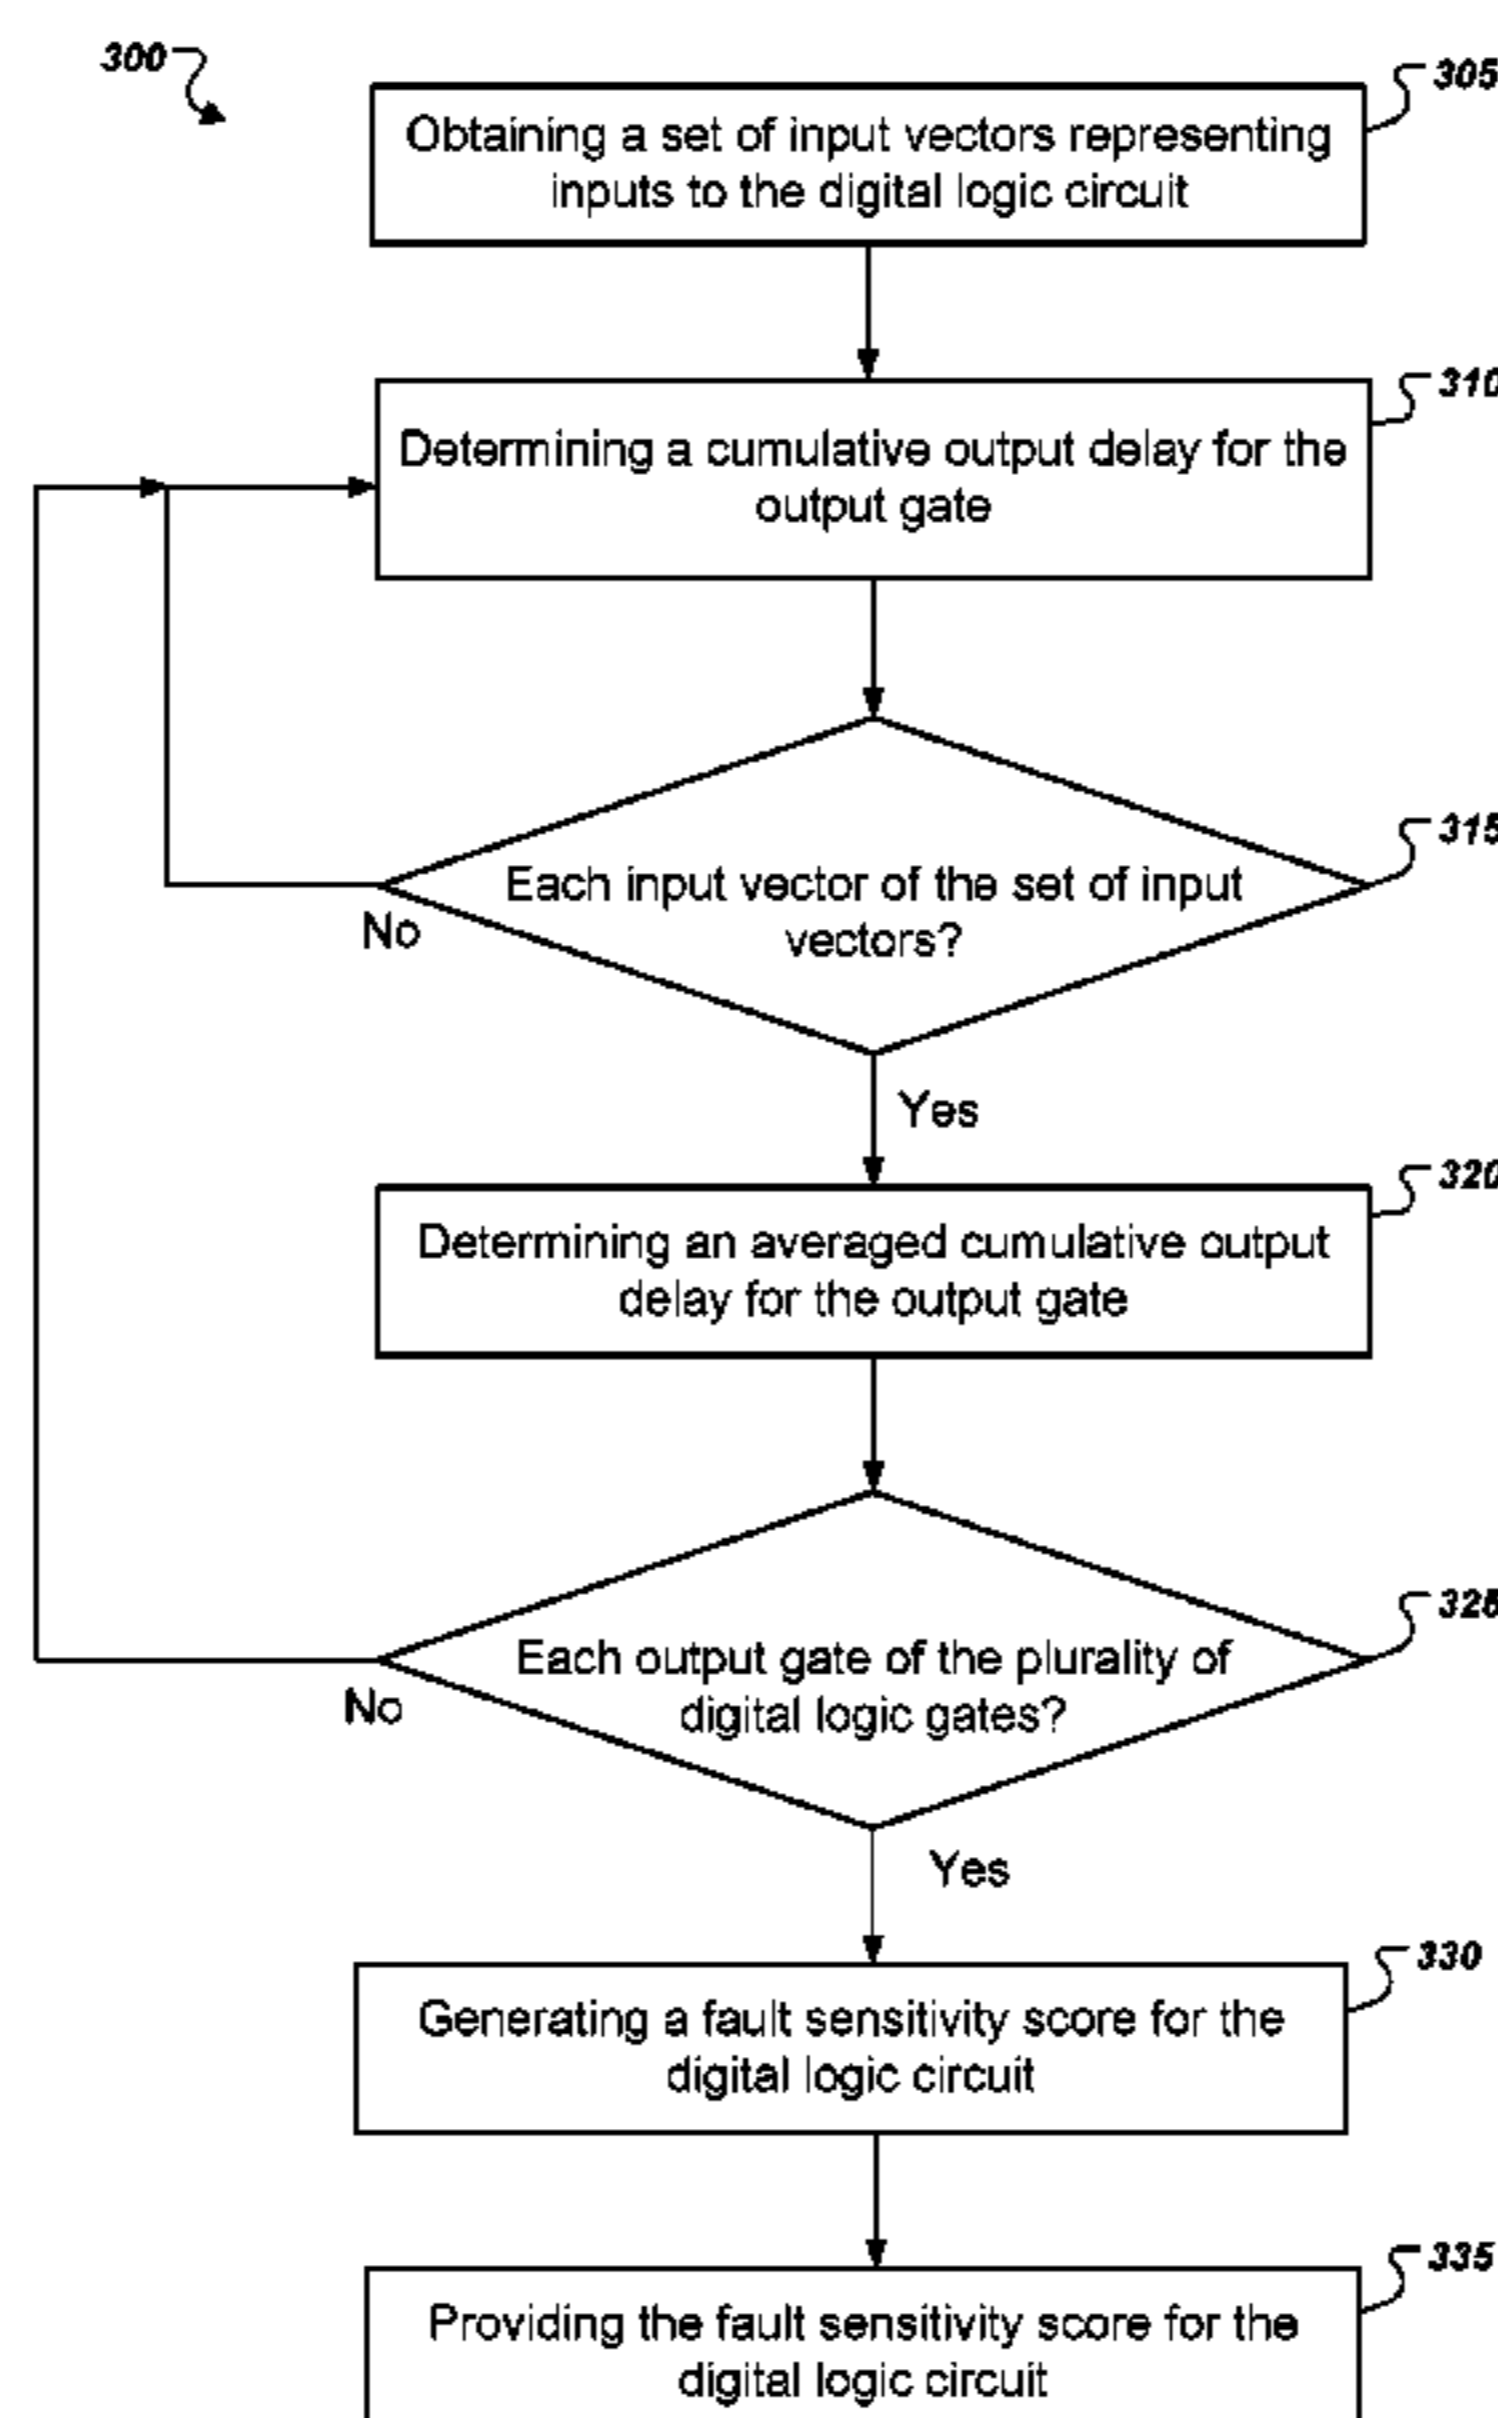 300
305
Obtaining a set of input vectors representing
inputs to the digital logic circuit
310
Determining a cumulative output delay for the
output gate
315
Each input vector of the set of input
vectors?
No
Yes
320
Determining an averaged cumulative output
delay for the output gate
325
Each output gate of the plurality of
digital logic gates?
No
Yes
330
Generating a fault sensitivity score for the
digital logic circuit
335
Providing the fault sensitivity score for the
digital logic circuit